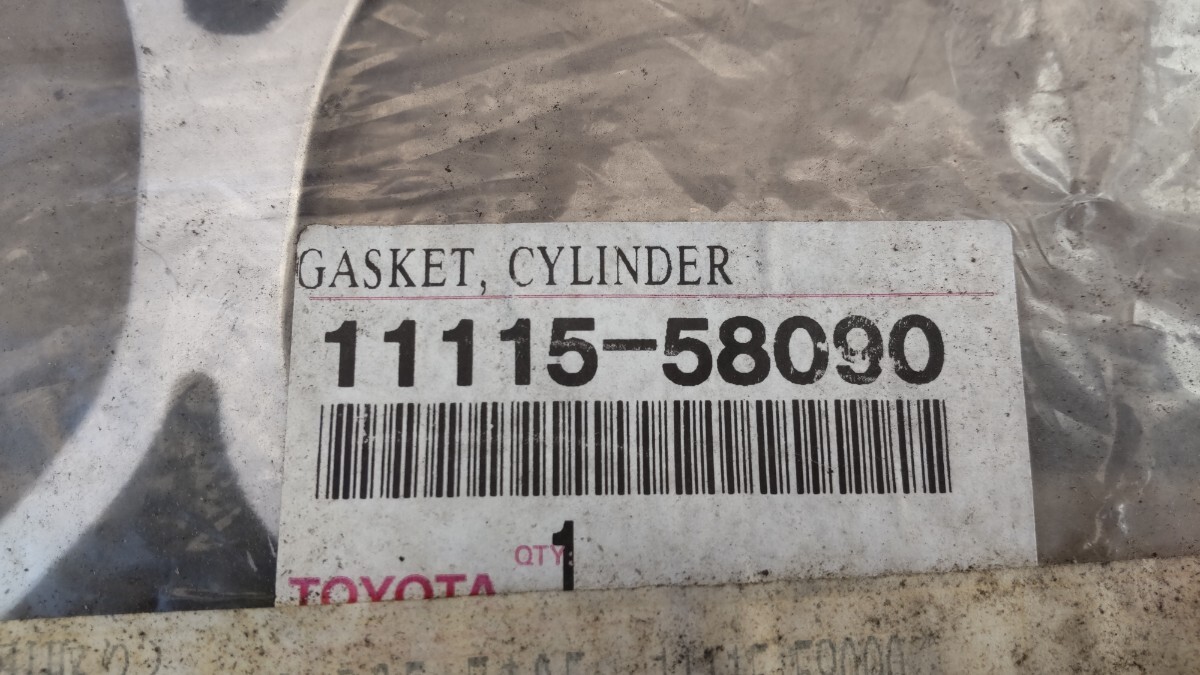 GASKET, CYLINDER
11115-58090
QTY 1
TOYOTA